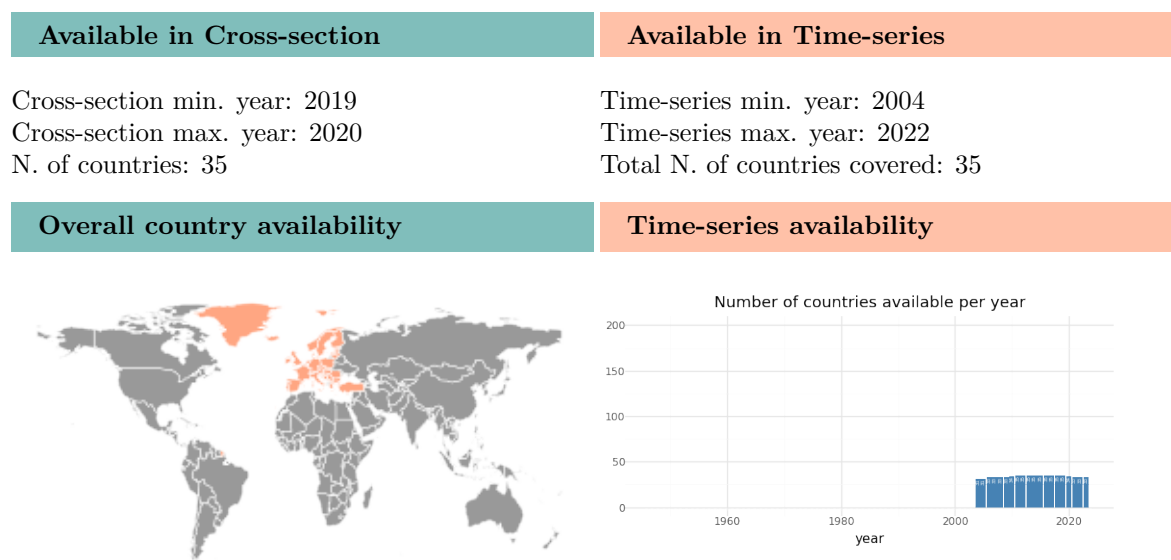 Available in Cross-section
Available in Time-series
Cross-section min. year: 2019
Cross-section max. year: 2020
N. of countries: 35
Time-series min. year: 2004
Time-series max. year: 2022
Total N. of countries covered: 35
Overall country availability
Time-series availability
Number of countries available per year
200
150
100
50
0
1960
1980
2000
2020
year